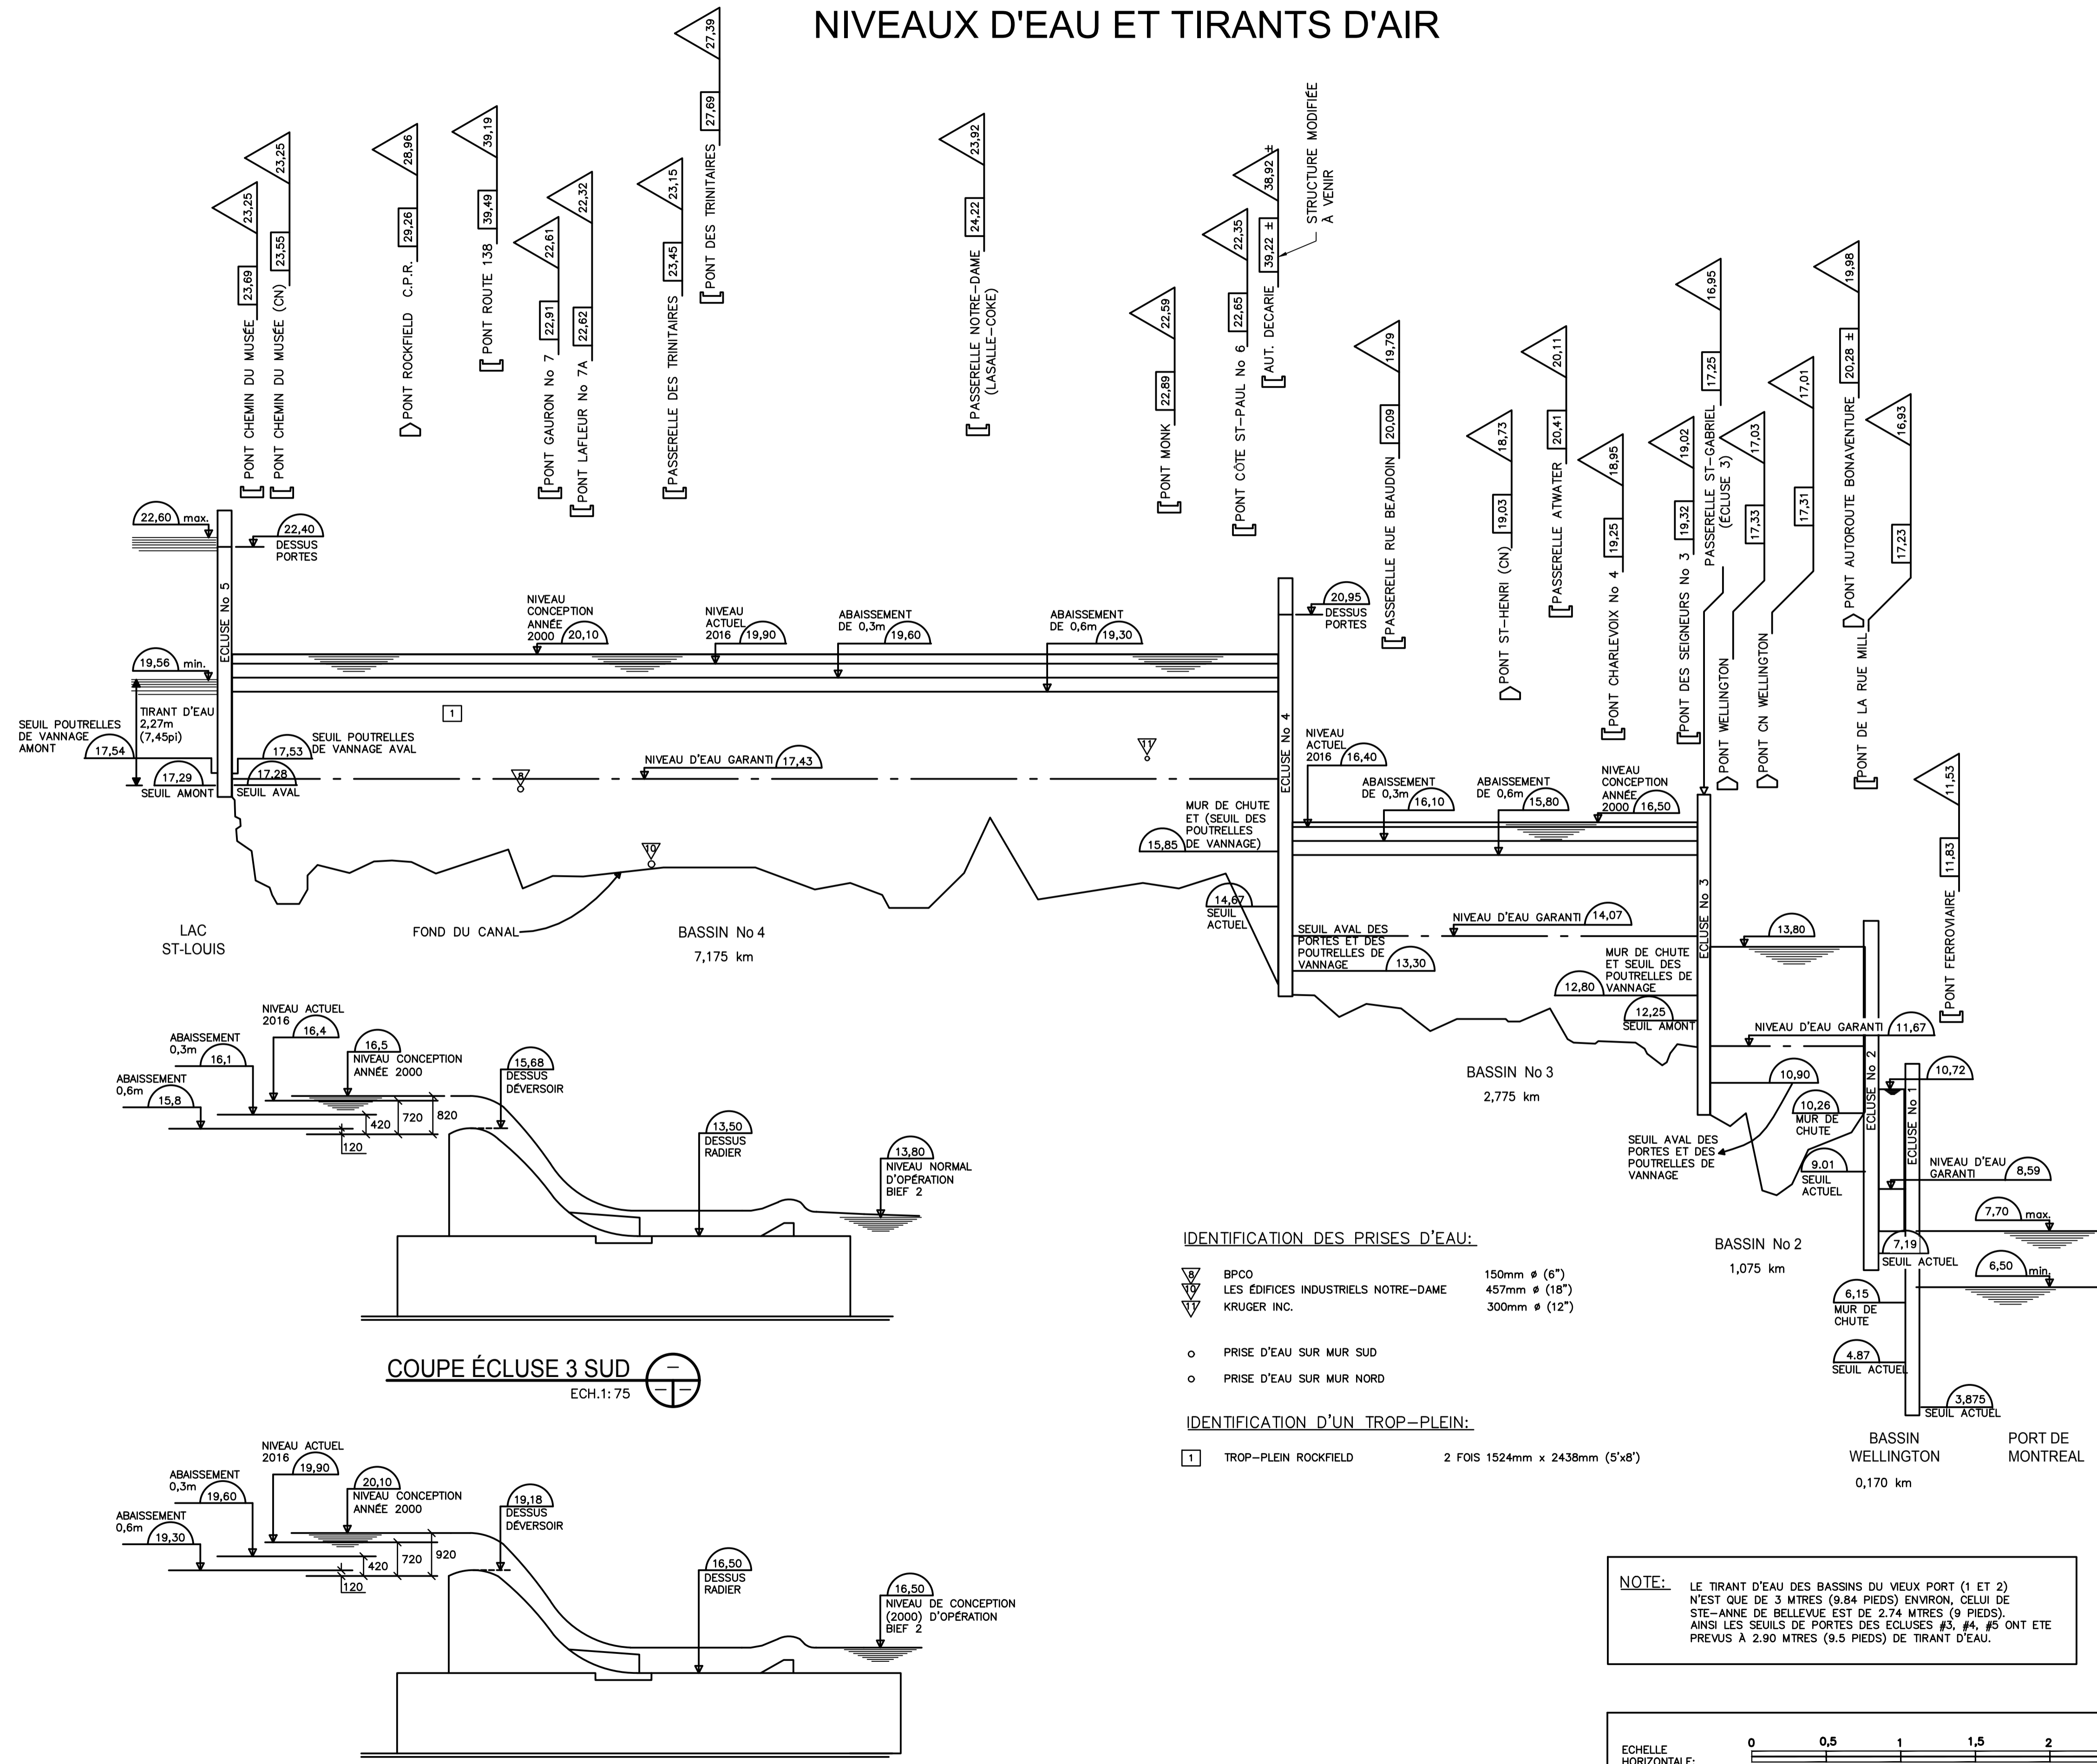 NIVEAUX D'EAU ET TIRANTS D'AIR
23,25
23,69
PONT CHEMIN DU MUSÉE
23,25
23,55
PONT CHEMIN DU MUSÉE (CN)
28,96
29,26
PONT ROCKFIELD C.P.R.
39,19
39,49
PONT ROUTE 138
22,61
22,91
PONT GAURON No 7
22,32
22,62
PONT LAFLEUR No 7A
23,15
23,45
PASSERELLE DES TRINITAIRES
27,39
27,69
PONT DES TRINITAIRES
23,92
24,22
PASSERELLE NOTRE-DAME
(LASALLE-COKE)
22,59
22,89
PONT MONK
22,35
22,65
PONT CÔTE ST-PAUL No 6
38,92 ±
39,22 ±
AUT. DECARIE
STRUCTURE MODIFIÉE
À VENIR
19,79
20,09
PASSERELLE RUE BEAUDOIN
18,73
19,03
PONT ST-HENRI (CN)
20,11
20,41
PASSERELLE ATWATER
18,95
19,25
PONT CHARLEVOIX No 4
19,02
19,32
PONT DES SEIGNEURS No 3
16,95
17,25
PASSERELLE ST-GABRIEL
(ÉCLUSE 3)
17,03
17,33
PONT WELLINGTON
17,01
17,31
PONT CN WELLINGTON
19,98
20,28 ±
PONT AUTOROUTE BONAVENTURE
16,93
17,23
PONT DE LA RUE MILL
11,53
11,83
PONT FERROVIAIRE
22,60 max.
22,40
DESSUS
PORTES
ECLUSE No 5
19,56 min.
TIRANT D'EAU
2,27m
(7,45pi)
SEUIL POUTRELLES
DE VANNAGE
AMONT
17,54
17,29
SEUIL AMONT
17,53
SEUIL POUTRELLES
DE VANNAGE AVAL
17,28
SEUIL AVAL
NIVEAU
CONCEPTION
ANNÉE
2000 20,10
NIVEAU
ACTUEL
2016 19,90
ABAISSEMENT
DE 0,3m 19,60
ABAISSEMENT
DE 0,6m 19,30
1
8
NIVEAU D'EAU GARANTI 17,43
11
10
FOND DU CANAL
LAC
ST-LOUIS
BASSIN No 4
7,175 km
20,95
DESSUS
PORTES
ECLUSE No 4
NIVEAU
ACTUEL
2016 16,40
ABAISSEMENT
DE 0,3m 16,10
ABAISSEMENT
DE 0,6m 15,80
NIVEAU
CONCEPTION
ANNÉE
2000 16,50
MUR DE CHUTE
ET (SEUIL DES
POUTRELLES
DE VANNAGE)
15,85
14,67
SEUIL
ACTUEL
NIVEAU D'EAU GARANTI 14,07
SEUIL AVAL DES
PORTES ET DES
POUTRELLES DE
VANNAGE 13,30
MUR DE CHUTE
ET SEUIL DES
POUTRELLES DE
VANNAGE
12,80
12,25
SEUIL AMONT
ECLUSE No 3
BASSIN No 3
2,775 km
13,80
NIVEAU D'EAU GARANTI 11,67
10,90
10,26
MUR DE
CHUTE
SEUIL AVAL DES
PORTES ET DES
POUTRELLES DE
VANNAGE
9.01
SEUIL
ACTUEL
ECLUSE No 2
ECLUSE No 1
10,72
NIVEAU D'EAU
GARANTI 8,59
7,70 max.
7,19
SEUIL ACTUEL
6,50 min.
BASSIN No 2
1,075 km
6,15
MUR DE
CHUTE
4.87
SEUIL ACTUEL
3,875
SEUIL ACTUEL
BASSIN
WELLINGTON
0,170 km
PORT DE
MONTREAL
NIVEAU ACTUEL
2016
16,4
ABAISSEMENT
0,3m
16,1
ABAISSEMENT
0,6m
15,8
16,5
NIVEAU CONCEPTION
ANNÉE 2000
15,68
DESSUS
DÉVERSOIR
120
420
720
820
13,50
DESSUS
RADIER
13,80
NIVEAU NORMAL
D'OPÉRATION
BIEF 2
COUPE ÉCLUSE 3 SUD
ECH.1: 75
NIVEAU ACTUEL
2016
19,90
ABAISSEMENT
0,3m
19,60
ABAISSEMENT
0,6m
19,30
20,10
NIVEAU CONCEPTION
ANNÉE 2000
19,18
DESSUS
DÉVERSOIR
120
420
720
920
16,50
DESSUS
RADIER
16,50
NIVEAU DE CONCEPTION
(2000) D'OPÉRATION
BIEF 2
IDENTIFICATION DES PRISES D'EAU:
8 BPCO 150mm ø (6")
10 LES ÉDIFICES INDUSTRIELS NOTRE-DAME 457mm ø (18")
11 KRUGER INC. 300mm ø (12")
PRISE D'EAU SUR MUR SUD
PRISE D'EAU SUR MUR NORD
IDENTIFICATION D'UN TROP-PLEIN:
1 TROP-PLEIN ROCKFIELD 2 FOIS 1524mm x 2438mm (5'x8')
NOTE: LE TIRANT D'EAU DES BASSINS DU VIEUX PORT (1 ET 2)
N'EST QUE DE 3 MTRES (9.84 PIEDS) ENVIRON, CELUI DE
STE-ANNE DE BELLEVUE EST DE 2.74 MTRES (9 PIEDS).
AINSI LES SEUILS DE PORTES DES ECLUSES #3, #4, #5 ONT ETE
PREVUS À 2.90 MTRES (9.5 PIEDS) DE TIRANT D'EAU.
ECHELLE
HORIZONTALE:
0 0,5 1 1,5 2